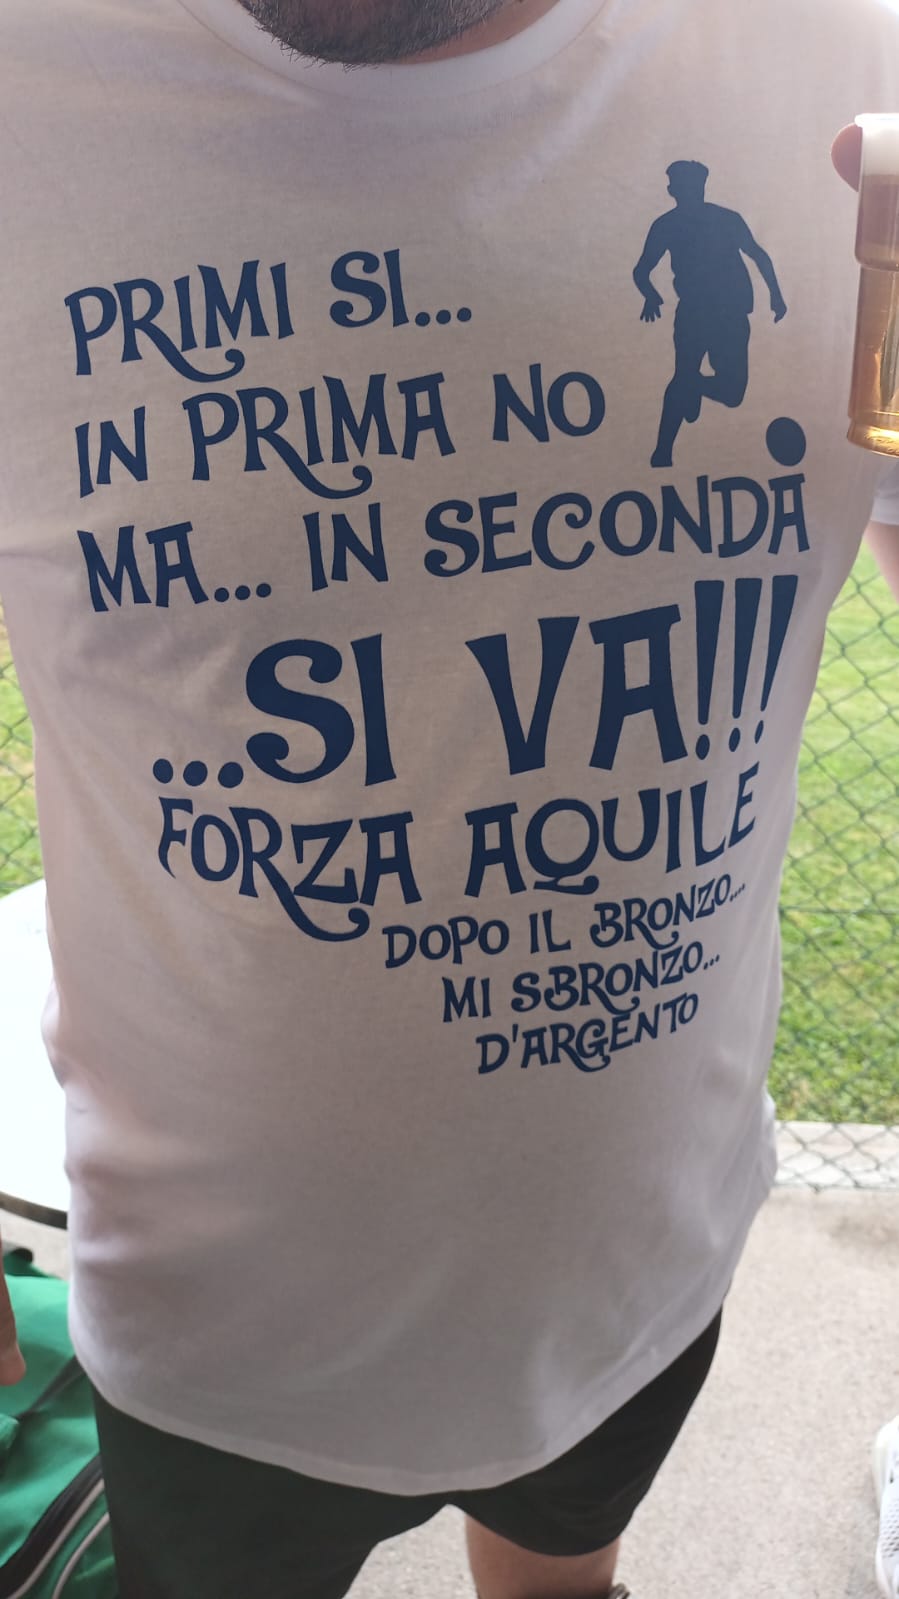 PRIMI SI...
IN PRIMA NO
MA... IN SECONDA
...SI VA!!!
FORZA AQUILE
DOPO IL BRONZO...
MI SBRONZO...
D'ARGENTO